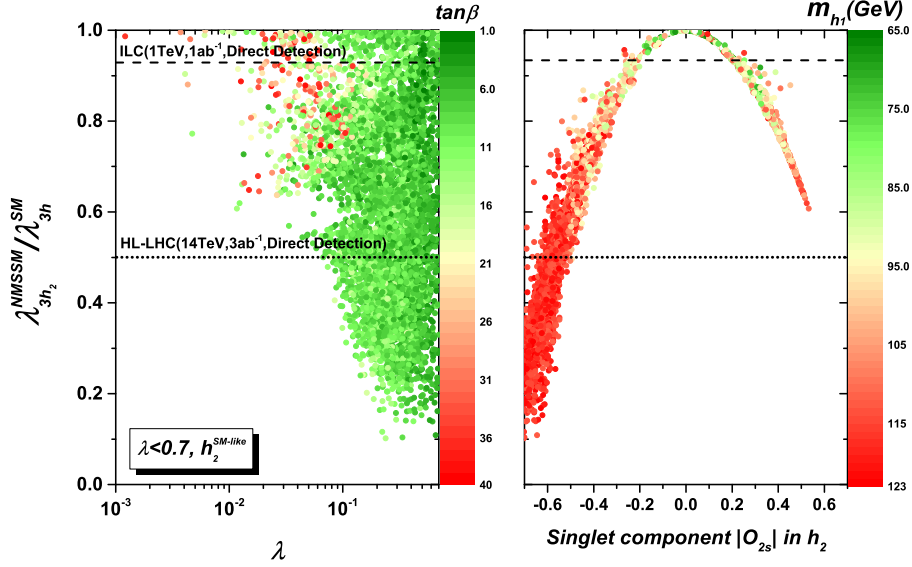 tanβ
m_{h1}(GeV)
1.0
0.8
0.6
0.4
0.2
0.0
λ_{3h_2}^{NMSSM}/λ_{3h}^{SM}
ILC(1TeV,1ab⁻¹,Direct Detection)
HL-LHC(14TeV,3ab⁻¹,Direct Detection)
λ<0.7, h_2^{SM-like}
10⁻³ 10⁻² 10⁻¹
λ
1.0
6.0
11
16
21
26
31
36
40
-0.6 -0.4 -0.2 0.0 0.2 0.4 0.6
Singlet component |O_{2s}| in h_2
65.0
75.0
85.0
95.0
105
115
123